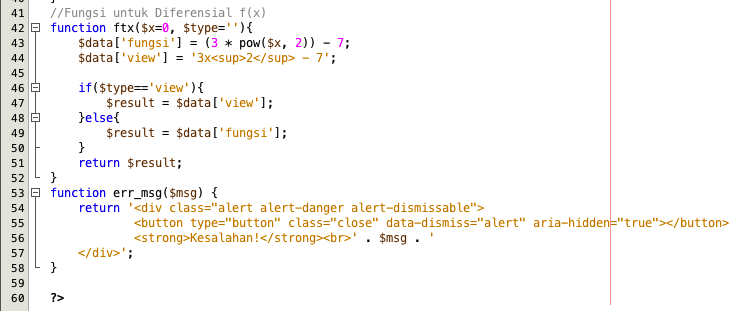 41 //Fungsi untuk Diferensial f(x)
42 function ftx($x=0, $type=''){
43 $data['fungsi'] = (3 * pow($x, 2)) - 7;
44 $data['view'] = '3x<sup>2</sup> - 7';
45
46 if($type=='view'){
47 $result = $data['view'];
48 }else{
49 $result = $data['fungsi'];
50 }
51 return $result;
52 }
53 function err_msg($msg) {
54 return '<div class="alert alert-danger alert-dismissable">
55 <button type="button" class="close" data-dismiss="alert" aria-hidden="true"></button>
56 <strong>Kesalahan!</strong><br>' . $msg . '
57 </div>';
58 }
59
60 ?>